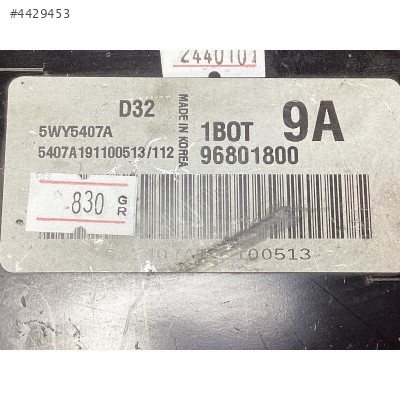 #4429453
2440101
D32
MADE IN KOREA
1BOT
9A
5WY5407A
5407A191100513/112
96801800
830
GR
100513